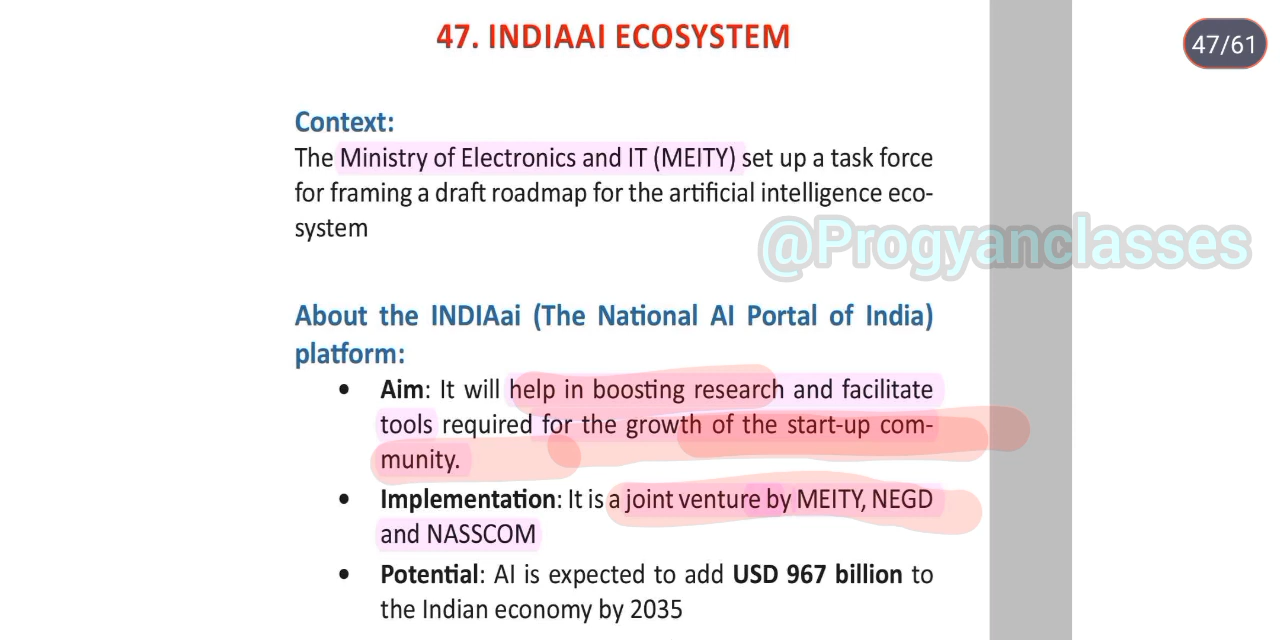 47. INDIAAI ECOSYSTEM
47/61
Context:
The Ministry of Electronics and IT (MEITY) set up a task force
for framing a draft roadmap for the artificial intelligence eco-
system
@Progyanclasses
About the INDIAai (The National AI Portal of India)
platform:
• Aim: It will help in boosting research and facilitate
tools required for the growth of the start-up com-
munity.
• Implementation: It is a joint venture by MEITY, NEGD
and NASSCOM
• Potential: AI is expected to add USD 967 billion to
the Indian economy by 2035